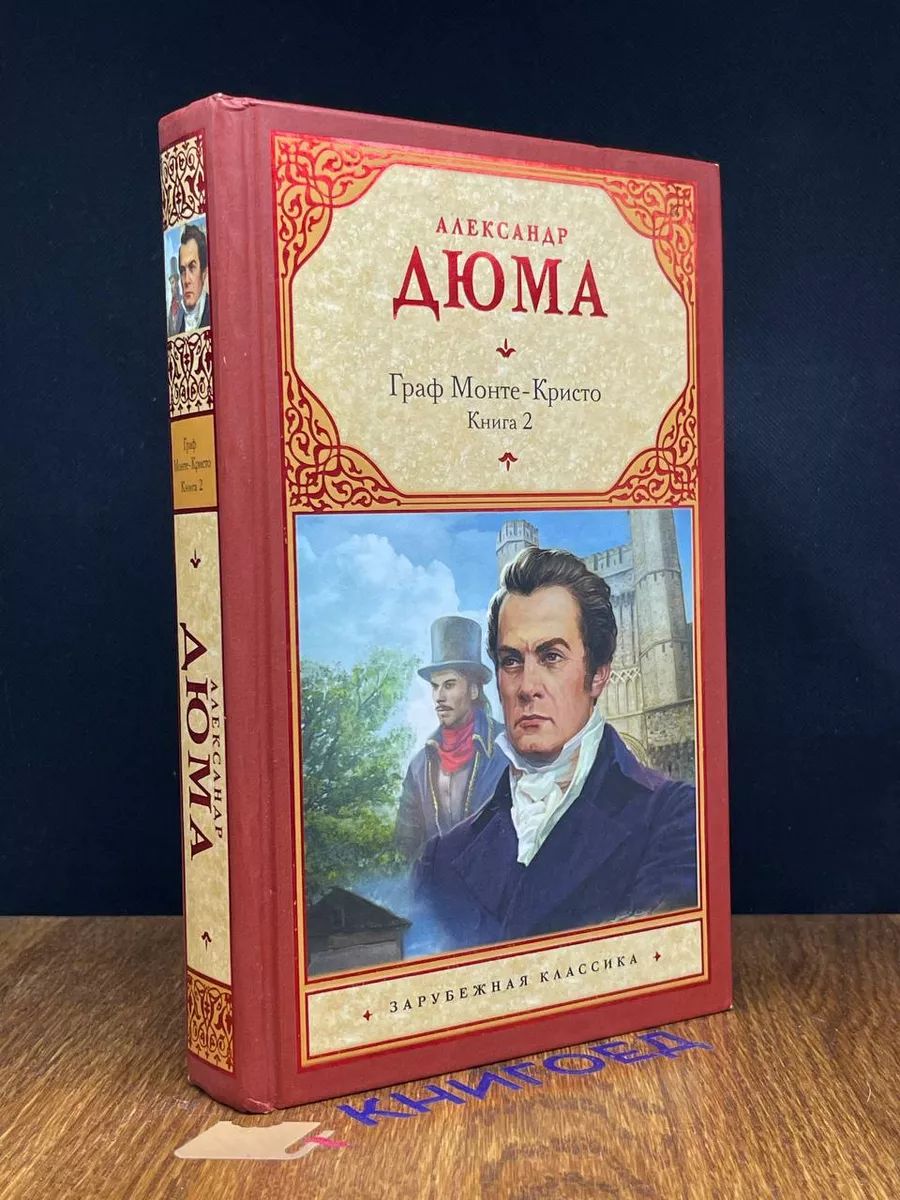 АЛЕКСАНДР
ДЮМА
Граф Монте-Кристо
Книга 2
ЗАРУБЕЖНАЯ КЛАССИКА
Граф
Монте-Кристо
Книга 2
АЛЕКСАНДР
ДЮМА
КНИГОЕД